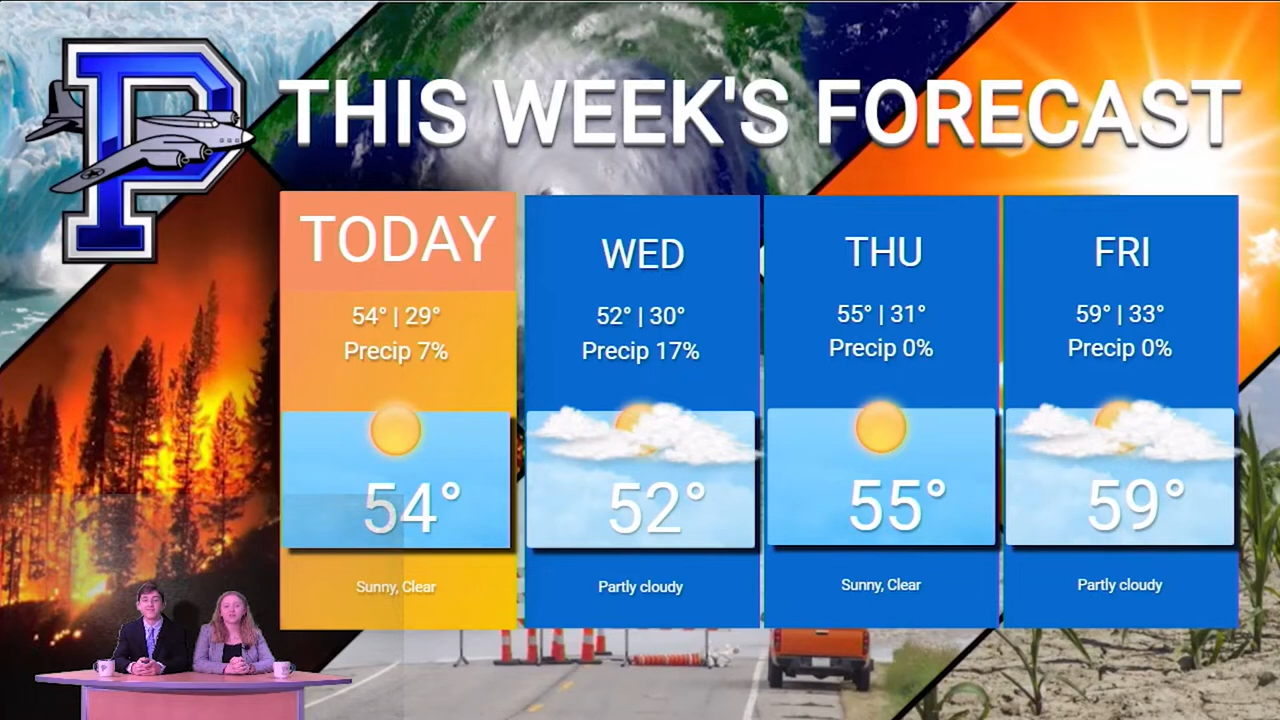 P
THIS WEEK'S FORECAST
TODAY
54° | 29°
Precip 7%
54°
Sunny, Clear
WED
52° | 30°
Precip 17%
52°
Partly cloudy
THU
55° | 31°
Precip 0%
55°
Sunny, Clear
FRI
59° | 33°
Precip 0%
59°
Partly cloudy